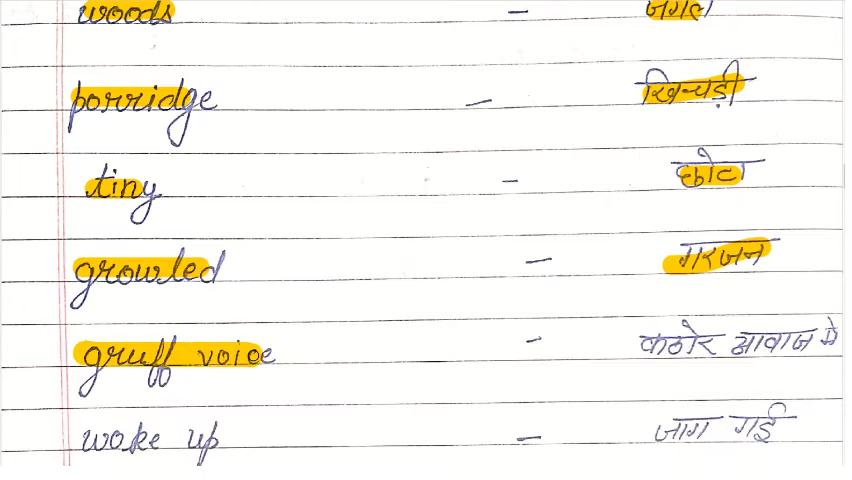 woods - जंगल
porridge - खिचड़ी
tiny - छोटा
growled - गरजन
gruff voice - कठोर आवाज मे
woke up - जाग गई